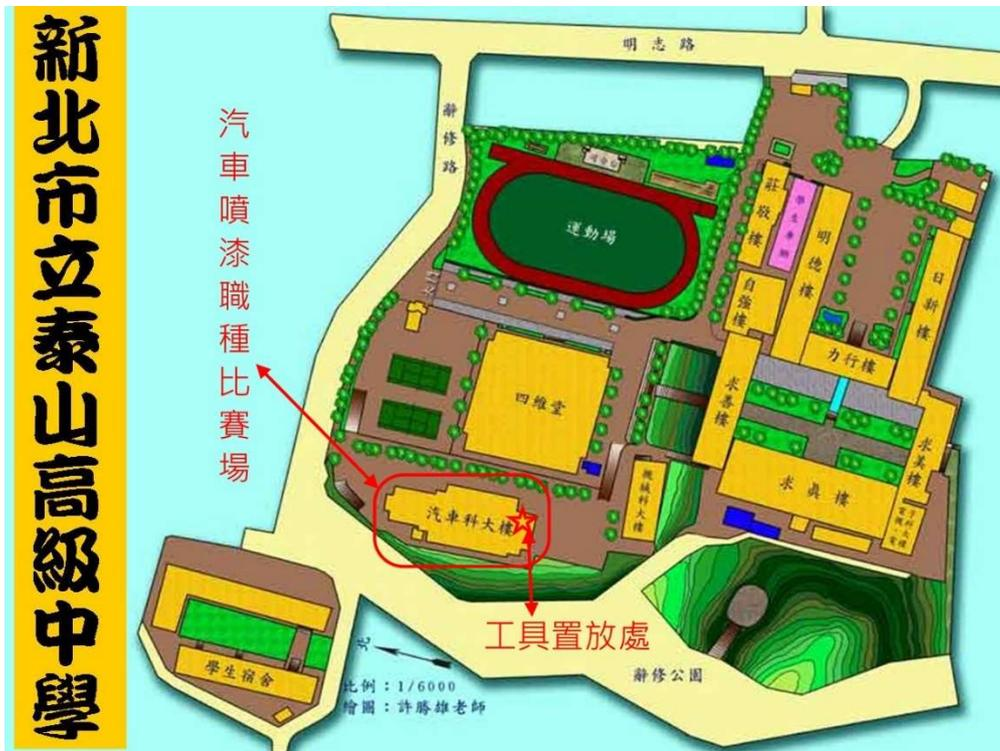 新北市立泰山高級中學
明志路
辭修路
汽車噴漆職種比賽場
司令台
運動場
莊敬樓
明德樓
自強樓
日新樓
力行樓
求善樓
四維堂
求美樓
求真樓
機械科大樓
汽車科大樓
工具置放處
學生宿舍
北
比例：1/6000
繪圖：許勝雄老師
辭修公園